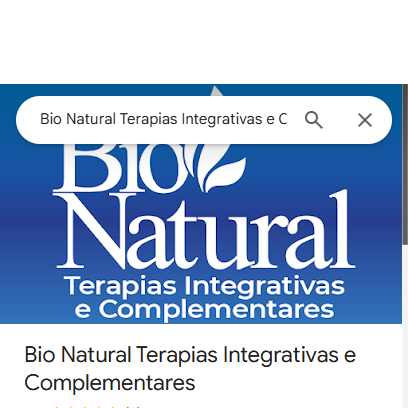 Bio Natural Terapias Integrativas e C
Bio
Natural
Terapias Integrativas
e Complementares
Bio Natural Terapias Integrativas e
Complementares